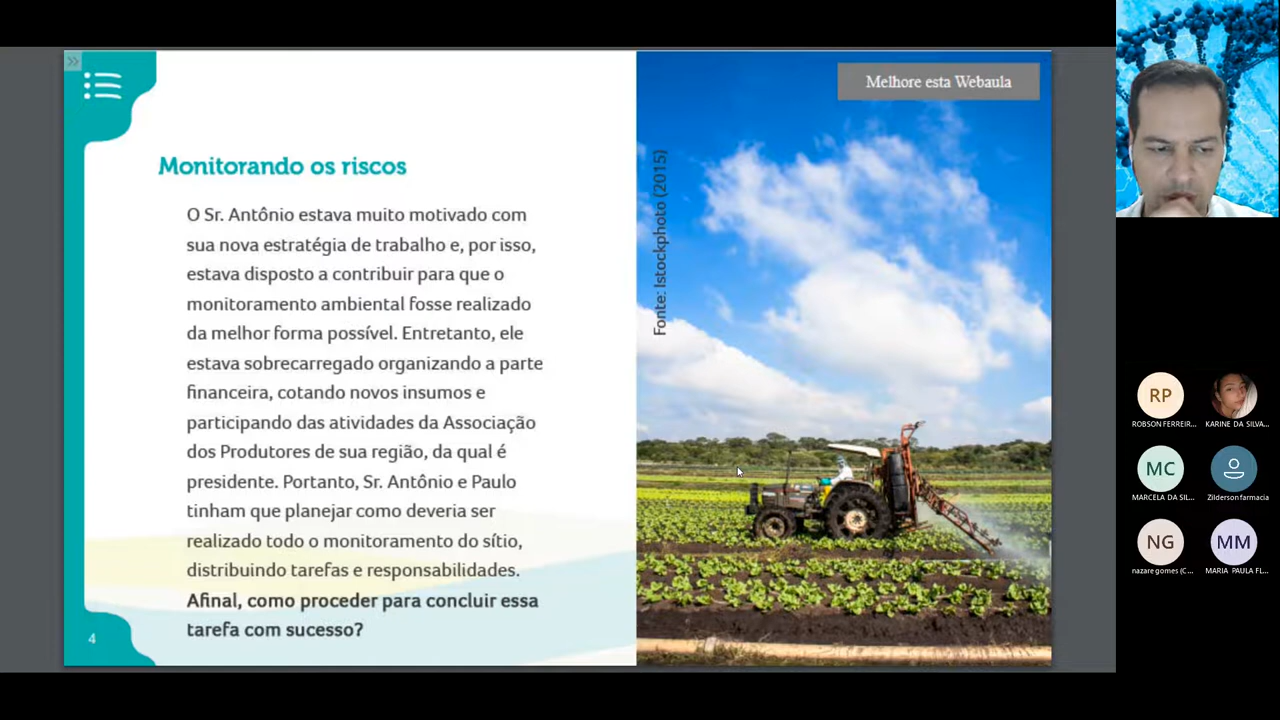 Melhore esta Webaula
Monitorando os riscos
O Sr. Antônio estava muito motivado com
sua nova estratégia de trabalho e, por isso,
estava disposto a contribuir para que o
monitoramento ambiental fosse realizado
da melhor forma possível. Entretanto, ele
estava sobrecarregado organizando a parte
financeira, cotando novos insumos e
participando das atividades da Associação
dos Produtores de sua região, da qual é
presidente. Portanto, Sr. Antônio e Paulo
tinham que planejar como deveria ser
realizado todo o monitoramento do sítio,
distribuindo tarefas e responsabilidades.
Afinal, como proceder para concluir essa
tarefa com sucesso?
4
Fonte: Istockphoto (2015)
RP
ROBSON FERREIR...
KARINE DA SILVA...
MC
MARCELA DA SIL...
Zilderson farmacia
NG
nazare gomes (C...
MM
MARIA PAULA FL...